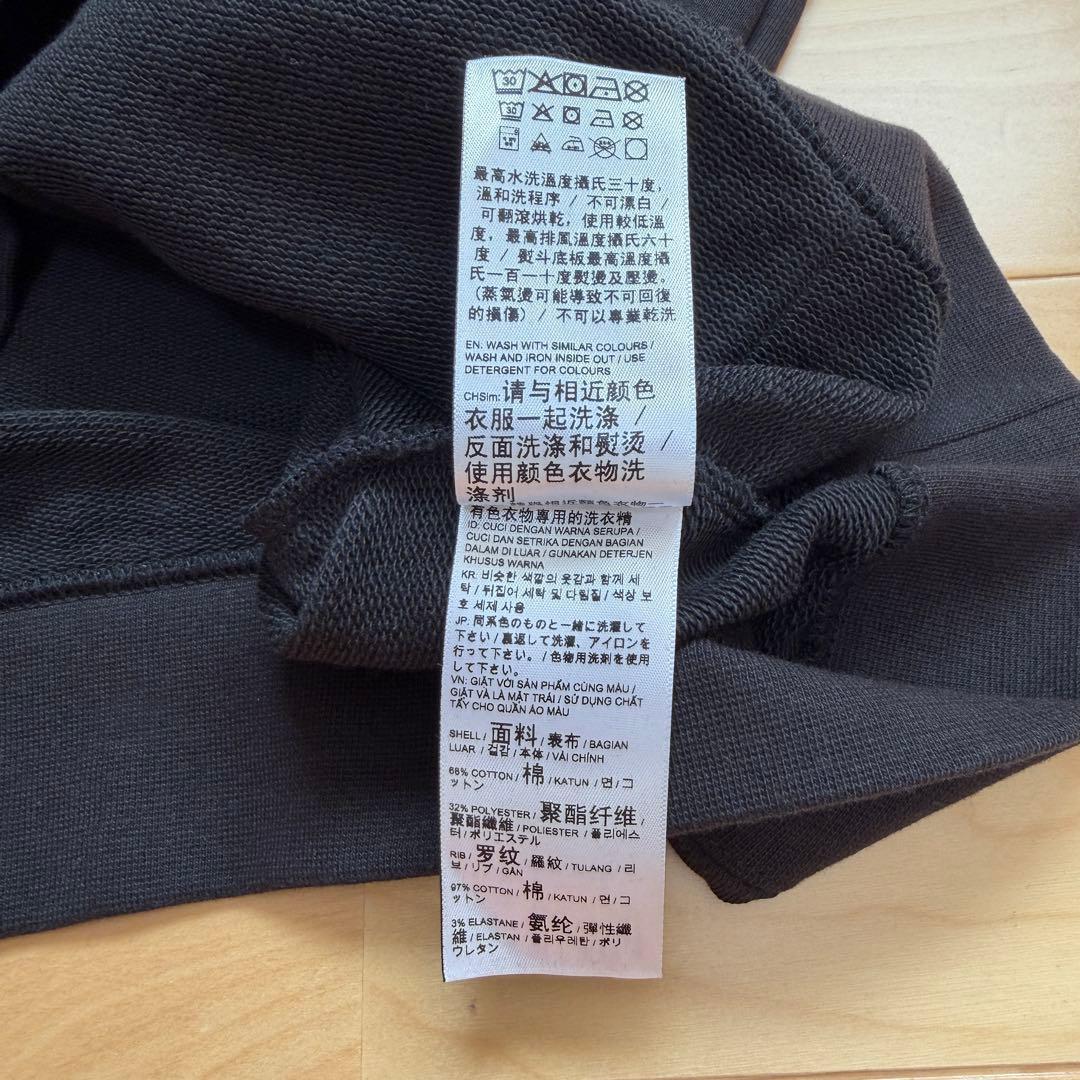 30
30
最高水洗溫度攝氏三十度,
溫和洗程序 / 不可漂白 /
可翻滾烘乾, 使用較低溫
度, 最高排風溫度攝氏六十
度 / 熨斗底板最高溫度攝
氏一百一十度熨燙及壓燙。
(蒸氣燙可能導致不可回復
的損傷) / 不可以專業乾洗
EN: WASH WITH SIMILAR COLOURS /
WASH AND IRON INSIDE OUT / USE
DETERGENT FOR COLOURS
CHSim: 请与相近颜色
衣服一起洗涤 /
反面洗涤和熨烫 /
使用颜色衣物洗
涤剂
有色衣物專用的洗衣精
ID: CUCI DENGAN WARNA SERUPA /
CUCI DAN SETRIKA DENGAN BAGIAN
DALAM DI LUAR / GUNAKAN DETERJEN
KHUSUS WARNA
KR: 비슷한 색깔의 옷감과 함께 세
탁 / 뒤집어 세탁 및 다림질 / 색상 보
호 세제 사용
JP: 同系色のものと一緒に洗濯して
下さい / 裏返して洗濯、アイロンを
行って下さい。/ 色物用洗剤を使用
して下さい。
VN: GIẶT VỚI SẢN PHẨM CÙNG MÀU /
GIẶT VÀ LÀ MẶT TRÁI / SỬ DỤNG CHẤT
TẨY CHO QUẦN ÁO MÀU
SHELL / 面料 / 表布 / BAGIAN
LUAR / 겉감 / 本体 / VẢI CHÍNH
68% COTTON / 棉 / KATUN / 면 / コ
ットン
32% POLYESTER / 聚酯纤维 /
聚酯纖維 / POLIESTER / 폴리에스
터 / ポリエステル
RIB / 罗纹 / 羅紋 / TULANG / 리
브 / リブ / GÂN
97% COTTON / 棉 / KATUN / 면 / コ
ットン
3% ELASTANE / 氨纶 / 彈性纖
維 / ELASTAN / 폴리우레탄 / ポリ
ウレタン